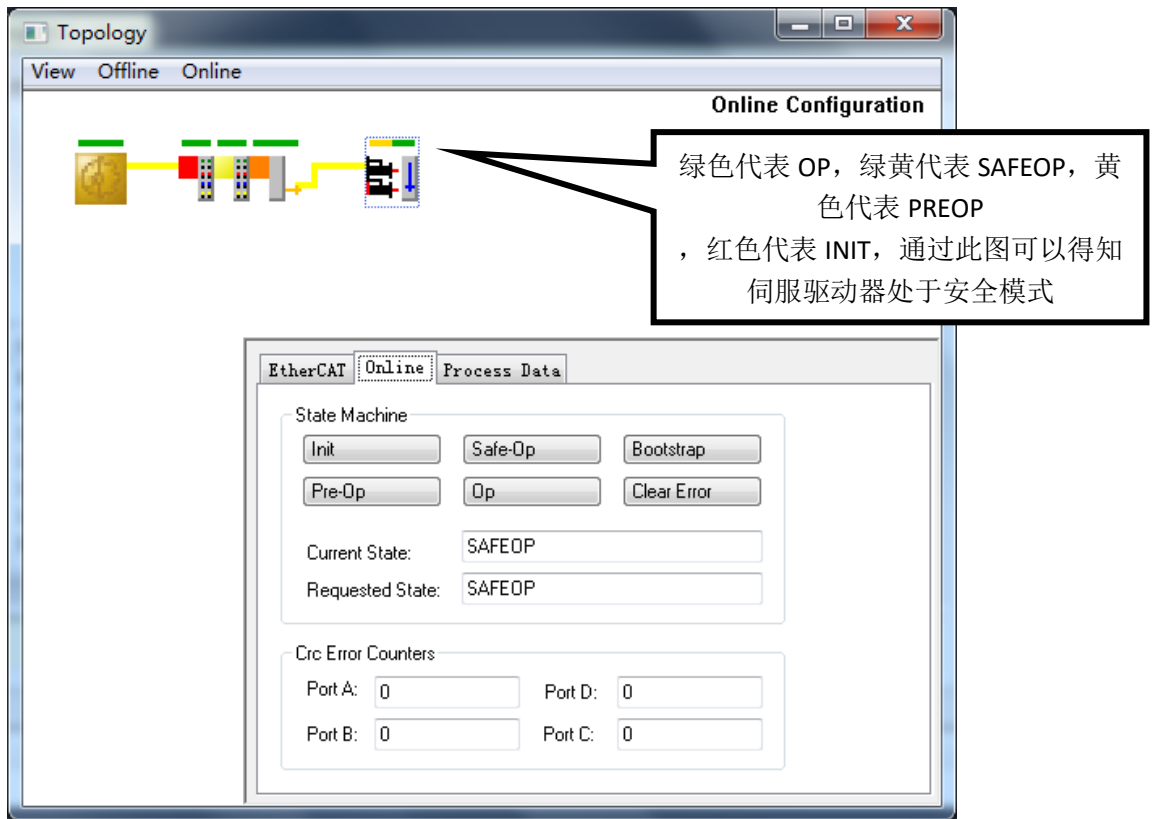 Topology
View Offline Online
Online Configuration
绿色代表 OP，绿黄代表 SAFEOP，黄
色代表 PREOP
，红色代表 INIT，通过此图可以得知
伺服驱动器处于安全模式
EtherCAT Online Process Data
State Machine
Init Safe-Op Bootstrap
Pre-Op Op Clear Error
Current State: SAFEOP
Requested State: SAFEOP
Crc Error Counters
Port A: 0 Port D: 0
Port B: 0 Port C: 0